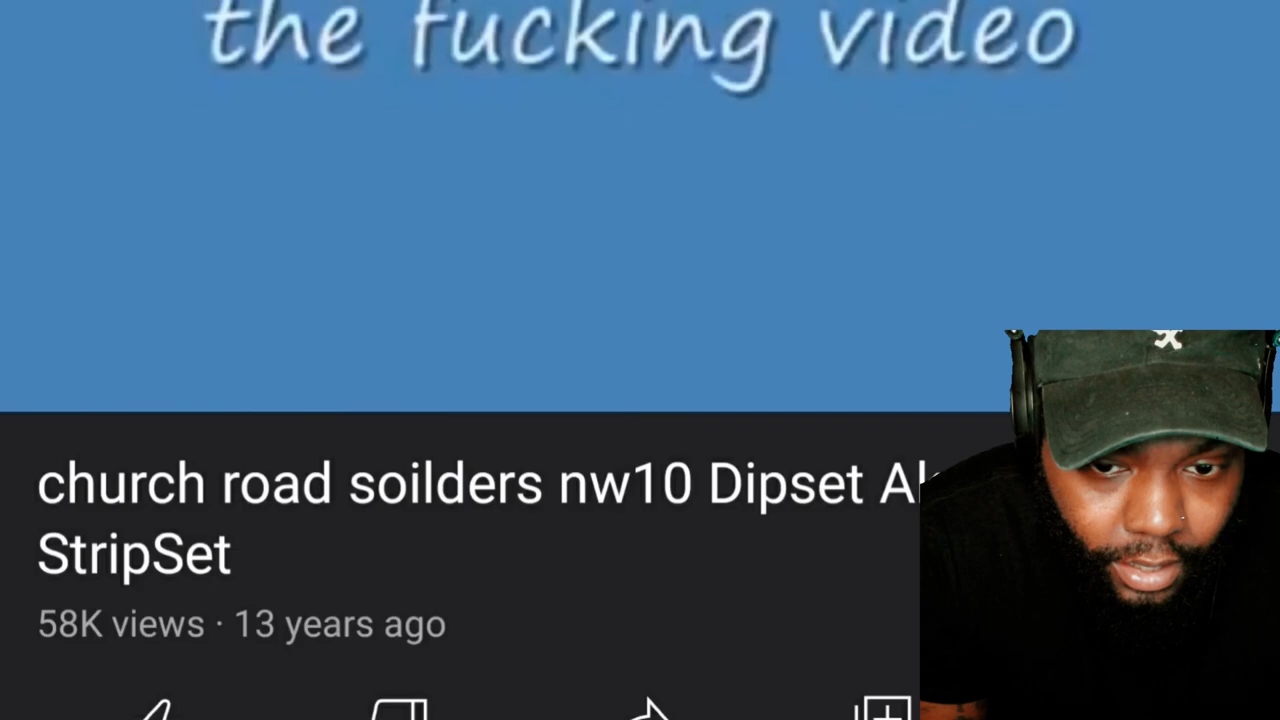 the fucking video
church road soilders nw10 Dipset
StripSet
58K views · 13 years ago